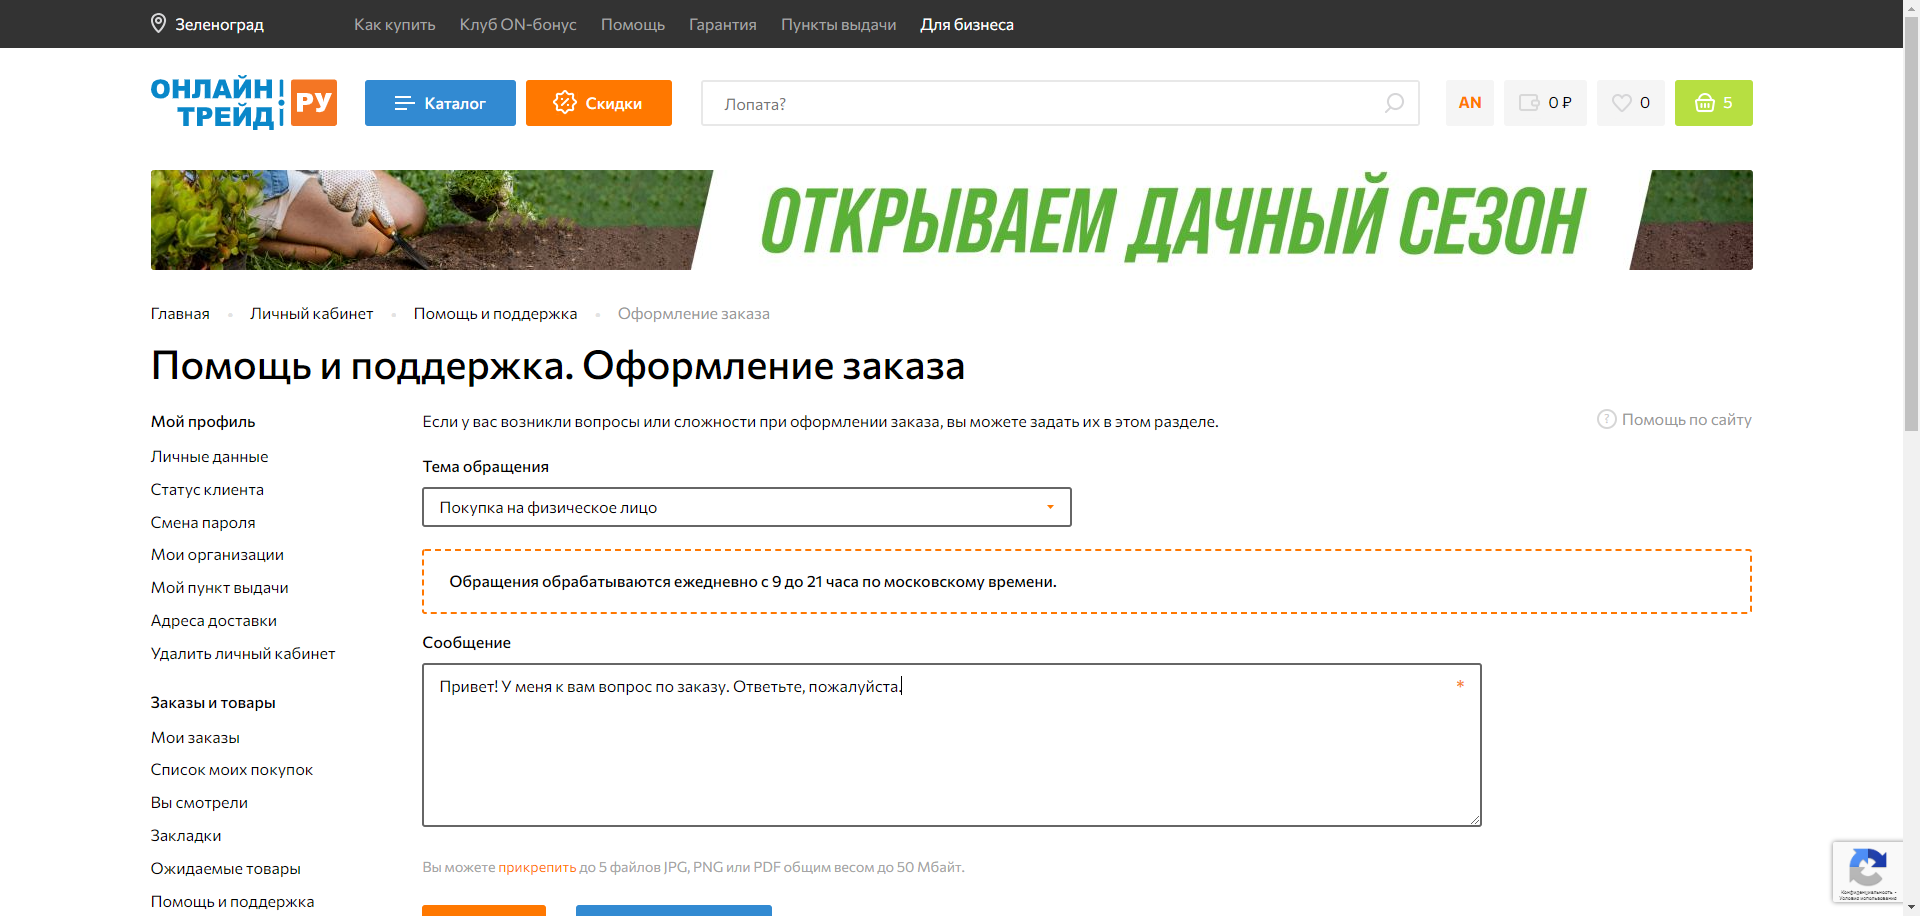 Зеленоград
Как купить
Клуб ON-бонус
Помощь
Гарантия
Пункты выдачи
Для бизнеса
ОНЛАЙН ТРЕЙД РУ
Каталог
Скидки
Лопата?
AN
0 ₽
0
5
ОТКРЫВАЕМ ДАЧНЫЙ СЕЗОН
Главная
Личный кабинет
Помощь и поддержка
Оформление заказа
Помощь и поддержка. Оформление заказа
Мой профиль
Личные данные
Статус клиента
Смена пароля
Мои организации
Мой пункт выдачи
Адреса доставки
Удалить личный кабинет
Заказы и товары
Мои заказы
Список моих покупок
Вы смотрели
Закладки
Ожидаемые товары
Помощь и поддержка
Если у вас возникли вопросы или сложности при оформлении заказа, вы можете задать их в этом разделе.
? Помощь по сайту
Тема обращения
Покупка на физическое лицо
Обращения обрабатываются ежедневно с 9 до 21 часа по московскому времени.
Сообщение
Привет! У меня к вам вопрос по заказу. Ответьте, пожалуйста.
*
Вы можете прикрепить до 5 файлов JPG, PNG или PDF общим весом до 50 Мбайт.
Конфиденциальность -
Условия использования